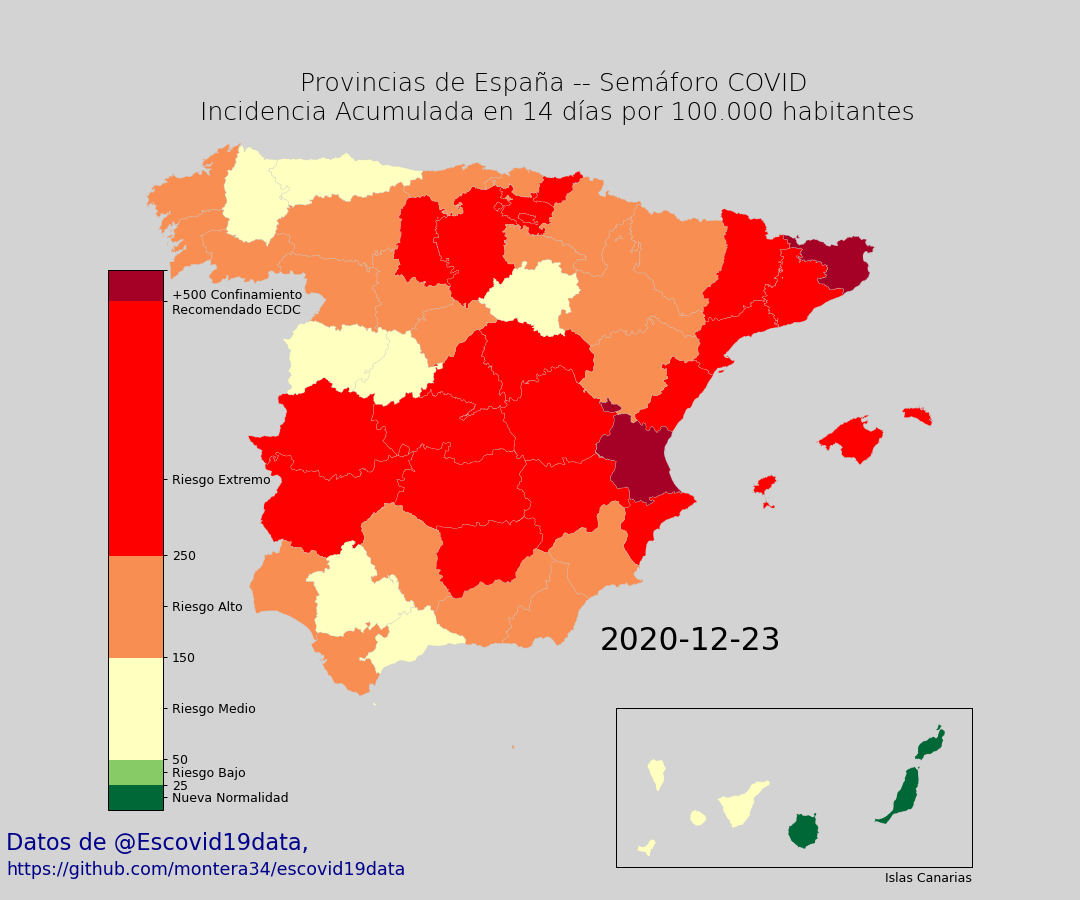 Provincias de España -- Semáforo COVID
Incidencia Acumulada en 14 días por 100.000 habitantes
+500 Confinamiento
Recomendado ECDC
Riesgo Extremo
250
Riesgo Alto
150
Riesgo Medio
50
Riesgo Bajo
25
Nueva Normalidad
2020-12-23
Islas Canarias
Datos de @Escovid19data,
https://github.com/montera34/escovid19data